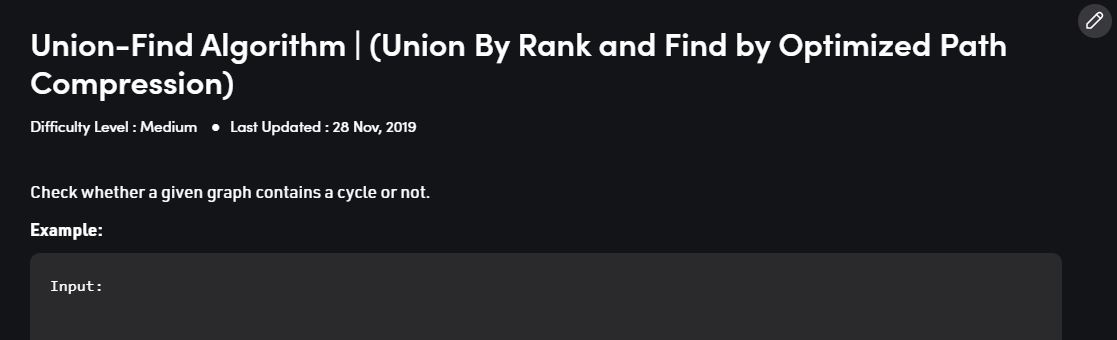 Union-Find Algorithm | (Union By Rank and Find by Optimized Path
Compression)
Difficulty Level : Medium ● Last Updated : 28 Nov, 2019
Check whether a given graph contains a cycle or not.
Example:
Input: